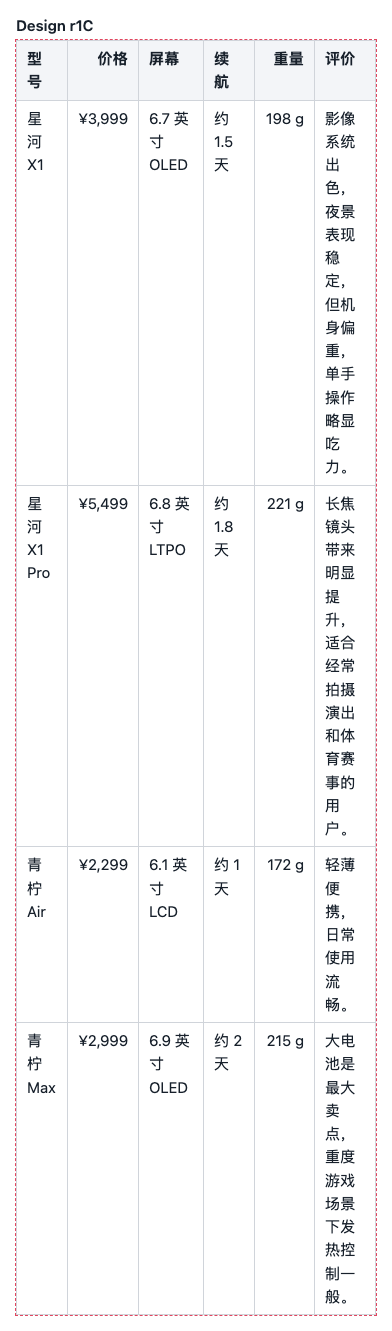 Design r1C
型
号
价格
屏幕
续
航
重量
评价
星
河
X1
¥3,999
6.7 英
寸
OLED
约
1.5
天
198 g
影像
系统
出
色，
夜景
表现
稳
定，
但机
身偏
重，
单手
操作
略显
吃
力。
星
河
X1
Pro
¥5,499
6.8 英
寸
LTPO
约
1.8
天
221 g
长焦
镜头
带来
明显
提
升，
适合
经常
拍摄
演出
和体
育赛
事的
用
户。
青
柠
Air
¥2,299
6.1 英
寸
LCD
约 1
天
172 g
轻薄
便
携，
日常
使用
流
畅。
青
柠
Max
¥2,999
6.9 英
寸
OLED
约 2
天
215 g
大电
池是
最大
卖
点，
重度
游戏
场景
下发
热控
制一
般。